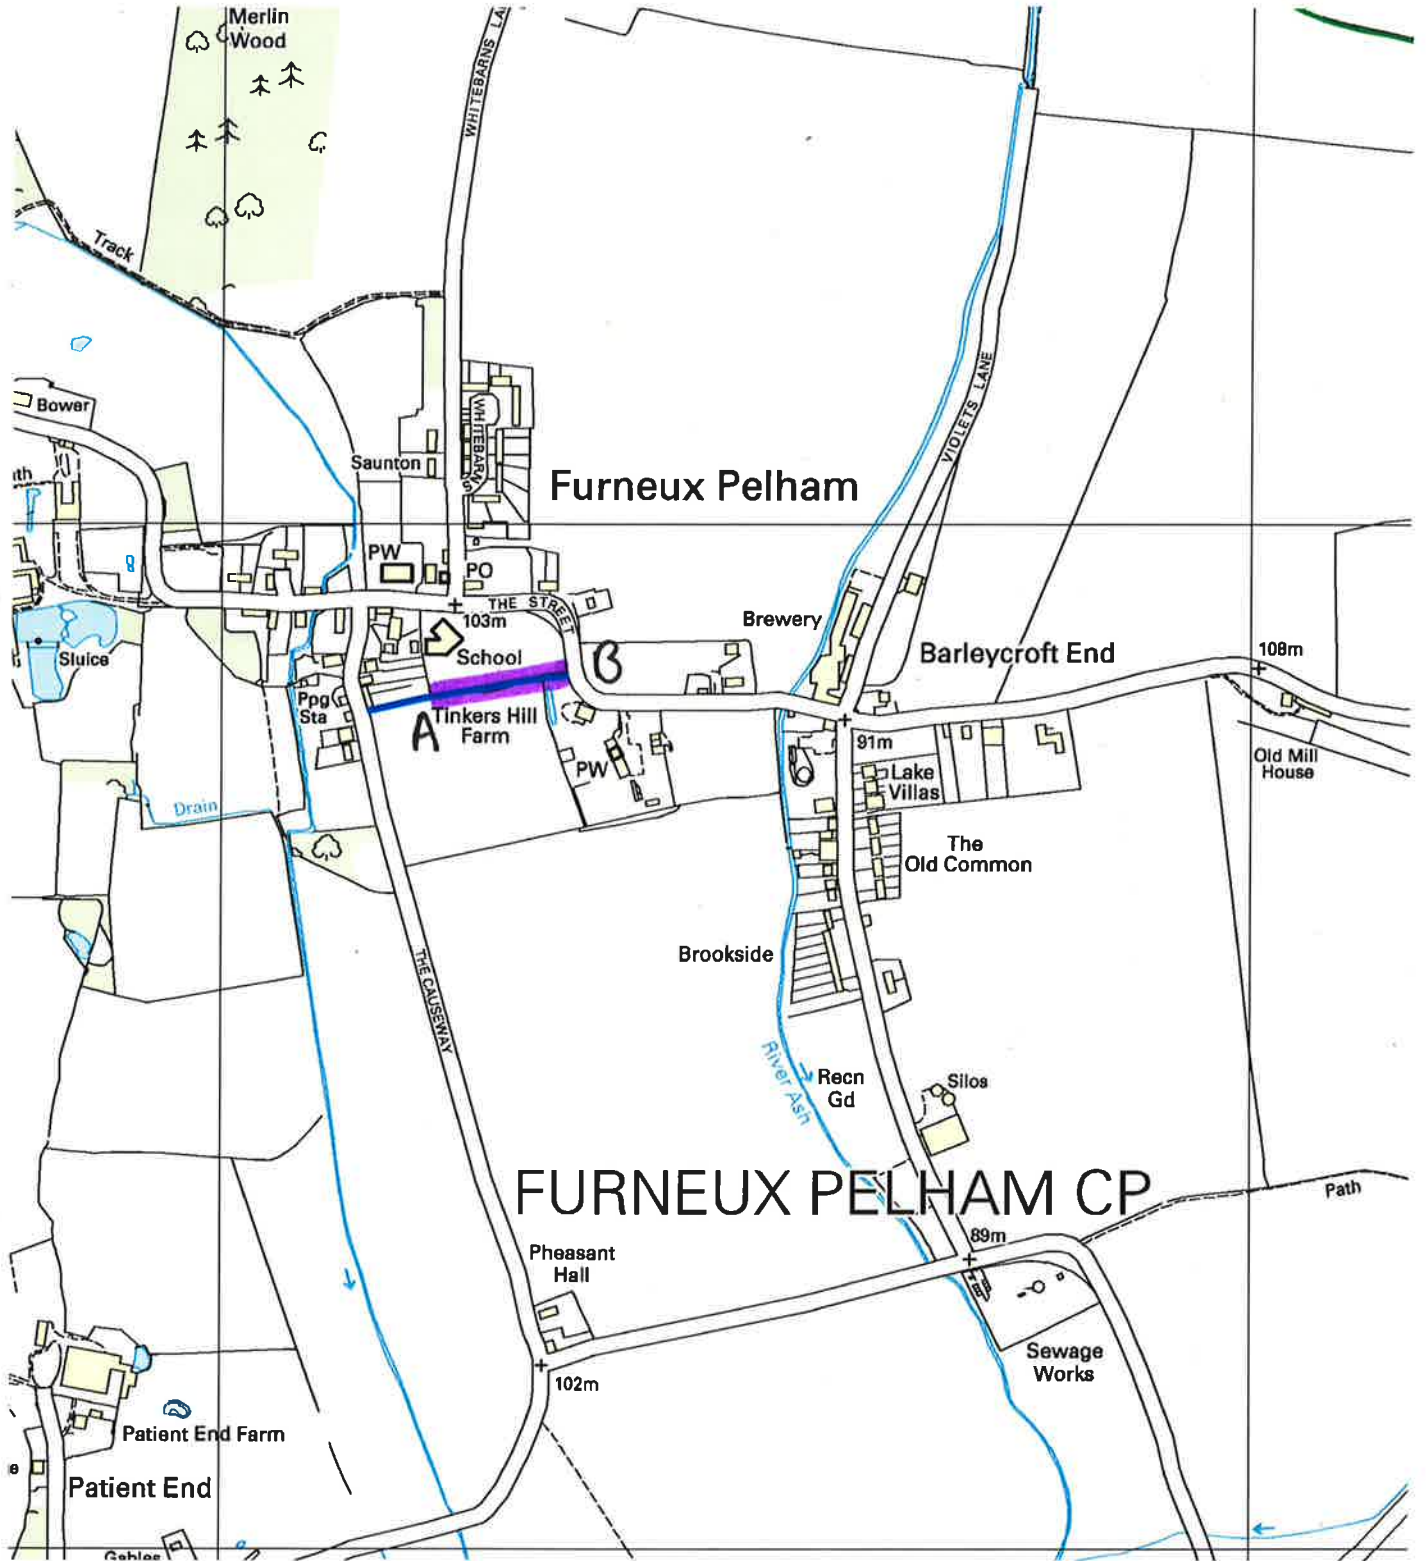 Merlin
Wood
WHITEBARNS LA
Track
Bower
VIOLETS LANE
WHITEBARNS
Saunton
Furneux Pelham
PW
PO
THE STREET
103m
Brewery
Sluice
School
B
Barleycroft End
108m
Ppg
Sta
A
Tinkers Hill
Farm
91m
PW
Old Mill
House
Lake
Villas
Drain
The
Old Common
Brookside
THE CAUSEWAY
River Ash
Recn
Gd
Silos
FURNEUX PELHAM CP
Path
89m
Pheasant
Hall
Sewage
Works
102m
Patient End Farm
Patient End
Gables